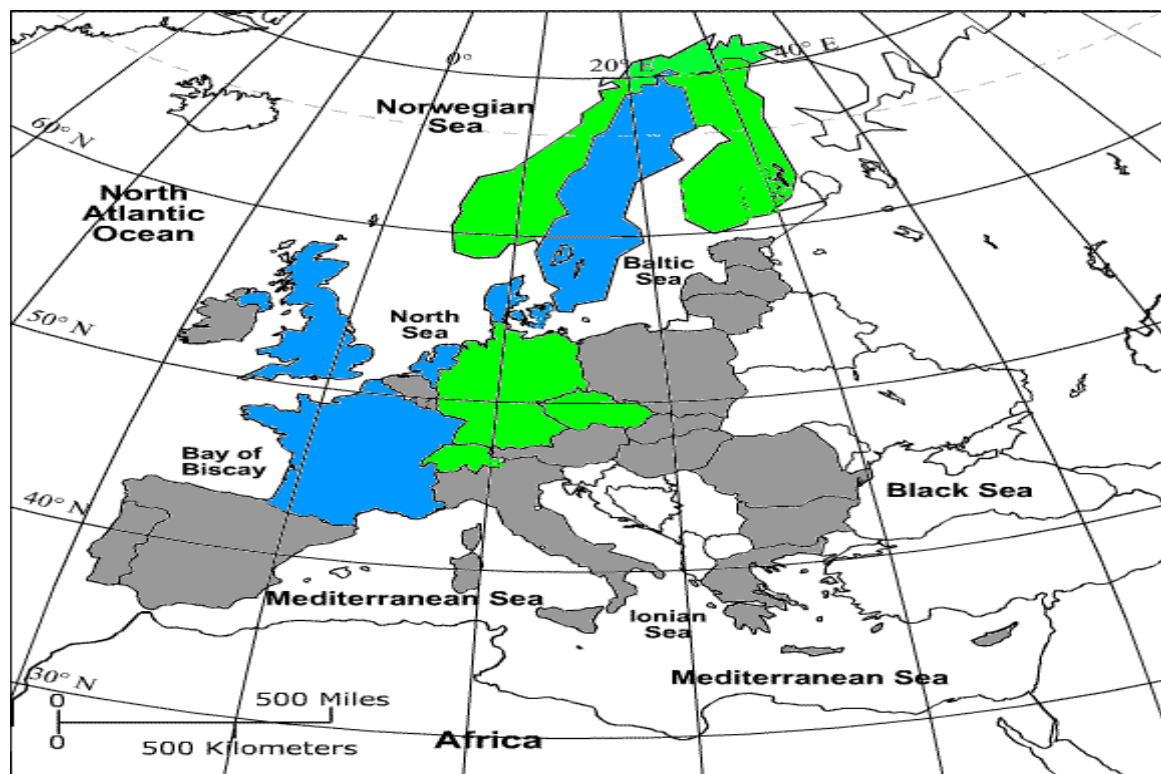 0°
20° E
40° E
Norwegian
Sea
60° N
North
Atlantic
Ocean
Baltic
Sea
50° N
North
Sea
Bay of
Biscay
40° N
Black Sea
Mediterranean Sea
Ionian
Sea
Mediterranean Sea
30° N
0
500 Miles
0
500 Kilometers
Africa